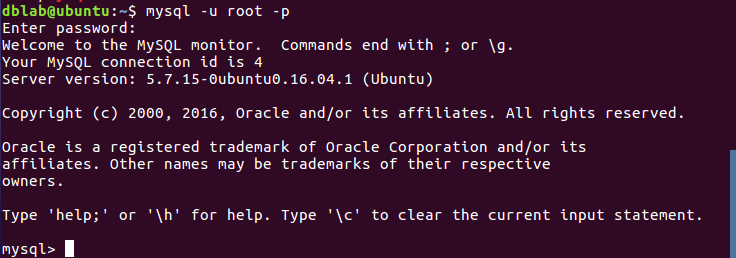 dblab@ubuntu:~$ mysql -u root -p
Enter password:
Welcome to the MySQL monitor.  Commands end with ; or \g.
Your MySQL connection id is 4
Server version: 5.7.15-0ubuntu0.16.04.1 (Ubuntu)
Copyright (c) 2000, 2016, Oracle and/or its affiliates. All rights reserved.
Oracle is a registered trademark of Oracle Corporation and/or its
affiliates. Other names may be trademarks of their respective
owners.
Type 'help;' or '\h' for help. Type '\c' to clear the current input statement.
mysql>